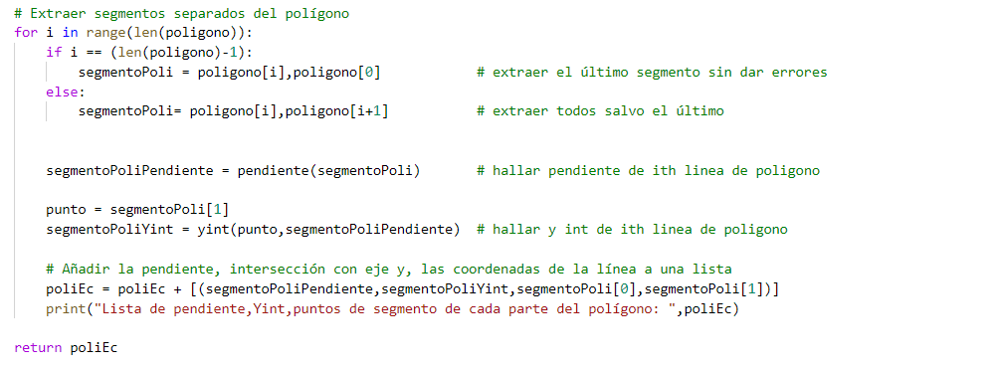 # Extraer segmentos separados del polígono
for i in range(len(poligono)):
    if i == (len(poligono)-1):
        segmentoPoli = poligono[i],poligono[0]            # extraer el último segmento sin dar errores
    else:
        segmentoPoli= poligono[i],poligono[i+1]           # extraer todos salvo el último
    segmentoPoliPendiente = pendiente(segmentoPoli)       # hallar pendiente de ith linea de poligono
    punto = segmentoPoli[1]
    segmentoPoliYint = yint(punto,segmentoPoliPendiente)  # hallar y int de ith linea de poligono
    # Añadir la pendiente, intersección con eje y, las coordenadas de la línea a una lista
    poliEc = poliEc + [(segmentoPoliPendiente,segmentoPoliYint,segmentoPoli[0],segmentoPoli[1])]
    print("Lista de pendiente,Yint,puntos de segmento de cada parte del polígono: ",poliEc)
return poliEc